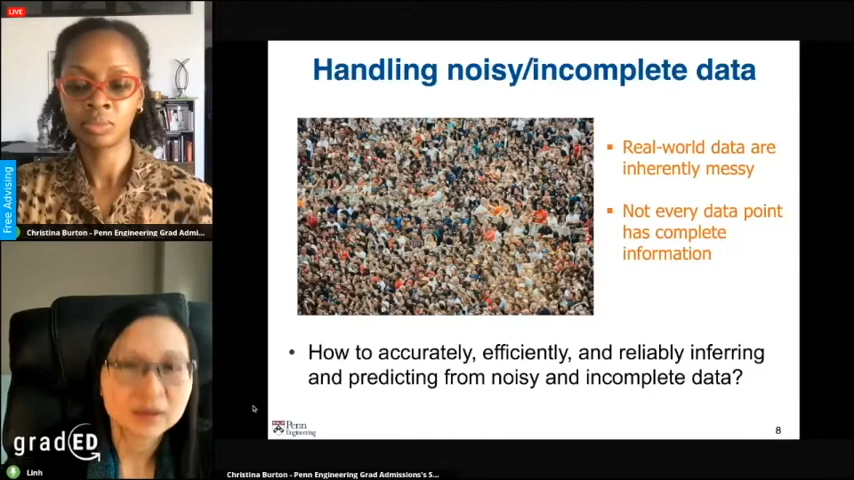 LIVE
Free Advising
Christina Burton - Penn Engineering Grad Admi...
gradED
Linh
Handling noisy/incomplete data
Real-world data are
inherently messy
Not every data point
has complete
information
How to accurately, efficiently, and reliably inferring
and predicting from noisy and incomplete data?
Penn
Engineering
8
Christina Burton - Penn Engineering Grad Admissions's S...